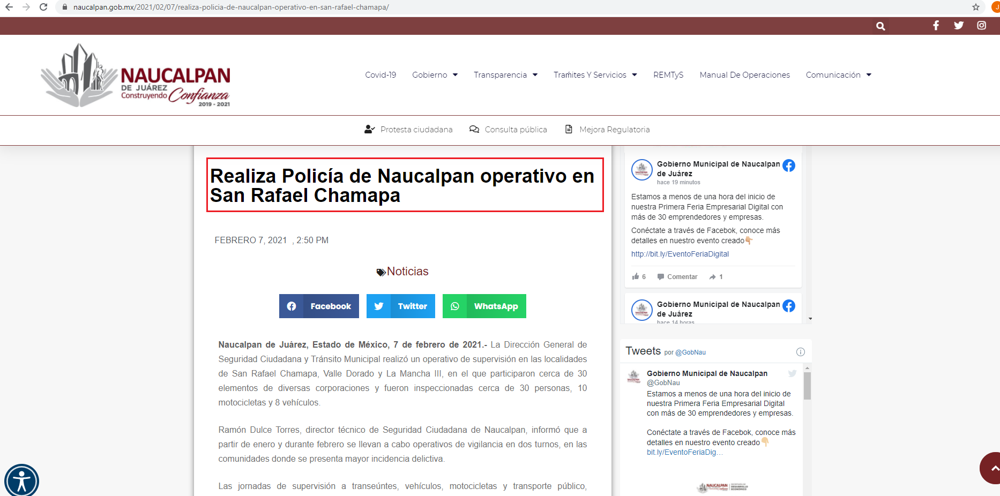 naucalpan.gob.mx/2021/02/07/realiza-policia-de-naucalpan-operativo-en-san-rafael-chamapa/
J
NAUCALPAN
DE JUÁREZ
Construyendo Confianza
2019 - 2021
Covid-19 Gobierno Transparencia Tramites Y Servicios REMTyS Manual De Operaciones Comunicación
Protesta ciudadana Consulta pública Mejora Regulatoria
Realiza Policía de Naucalpan operativo en
San Rafael Chamapa
FEBRERO 7, 2021 , 2:50 PM
Noticias
Facebook Twitter WhatsApp
Naucalpan de Juárez, Estado de México, 7 de febrero de 2021.- La Dirección General de
Seguridad Ciudadana y Tránsito Municipal realizó un operativo de supervisión en las localidades
de San Rafael Chamapa, Valle Dorado y La Mancha III, en el que participaron cerca de 30
elementos de diversas corporaciones y fueron inspeccionadas cerca de 30 personas, 10
motocicletas y 8 vehículos.
Ramón Dulce Torres, director técnico de Seguridad Ciudadana de Naucalpan, informó que a
partir de enero y durante febrero se llevan a cabo operativos de vigilancia en dos turnos, en las
comunidades donde se presenta mayor incidencia delictiva.
Las jornadas de supervisión a transeúntes, vehículos, motocicletas y transporte público,
Gobierno Municipal de Naucalpan
de Juárez
hace 19 minutos
Estamos a menos de una hora del inicio de
nuestra Primera Feria Empresarial Digital con
más de 30 emprendedores y empresas.
Conéctate a través de Facebok, conoce más
detalles en nuestro evento creado👇🏼
http://bit.ly/EventoFeriaDigital
6 Comentar 1
Gobierno Municipal de Naucalpan
de Juárez
hace 14 horas
Tweets por @GobNau
Gobierno Municipal de Naucalpan
@GobNau
Estamos a menos de una hora del inicio de
nuestra Primera Feria Empresarial Digital
con más de 30 emprendedores y empresas.
Conéctate a través de Facebok, conoce más
detalles en nuestro evento creado👇🏼
bit.ly/EventoFeriaDig…
NAUCALPAN
Confianza
SECRETARÍA DE
DESARROLLO
ECONÓMICO